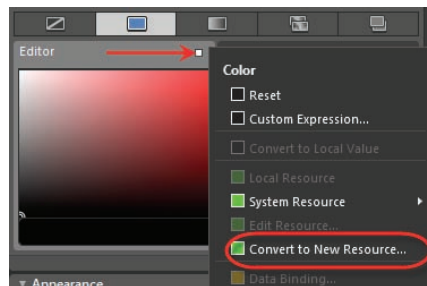 Editor
Color
Reset
Custom Expression...
Convert to Local Value
Local Resource
System Resource
Edit Resource...
Convert to New Resource...
Data Binding...
Appearance